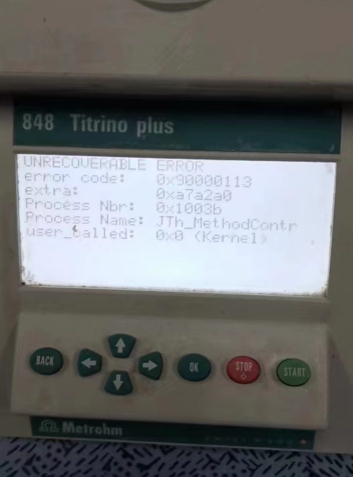 848 Titrino plus
UNRECOVERABLE ERROR
error code: 0x90000113
extra: 0xa7a2a0
Process Nbr: 0x1003b
Process Name: JTh_MethodContr
user_called: 0x0 (Kernel)
BACK
OK
STOP
START
Metrohm